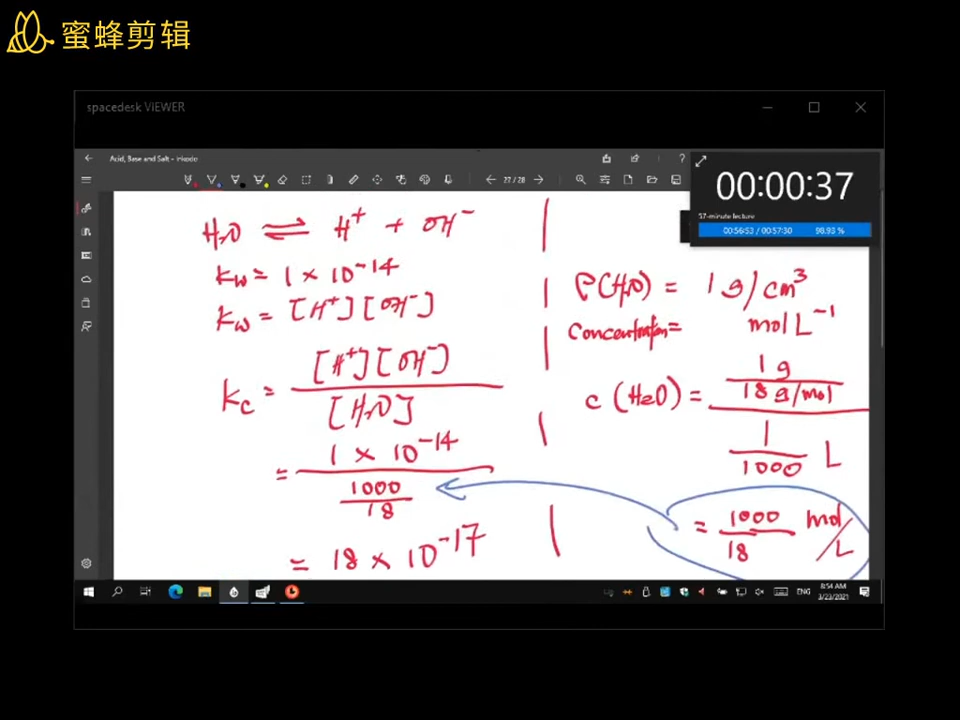 蜜蜂剪辑
spacedesk VIEWER
Acid, Base and Salt - Inkodo
27 / 28
?
00:00:37
57-minute lecture
00:56:53 / 00:57:30 98.93 %
H₂O ⇌ H⁺ + OH⁻
Kw = 1 × 10⁻¹⁴
Kw = [H⁺][OH⁻]
Kc = [H⁺][OH⁻] / [H₂O]
= 1 × 10⁻¹⁴ / (1000/18)
= 18 × 10⁻¹⁷
ρ(H₂O) = 1 g/cm³
Concentration = mol L⁻¹
c (H₂O) = (1 g / 18 g/mol) / (1/1000 L)
= 1000/18 mol/L
ENG
8:54 AM
3/23/2021